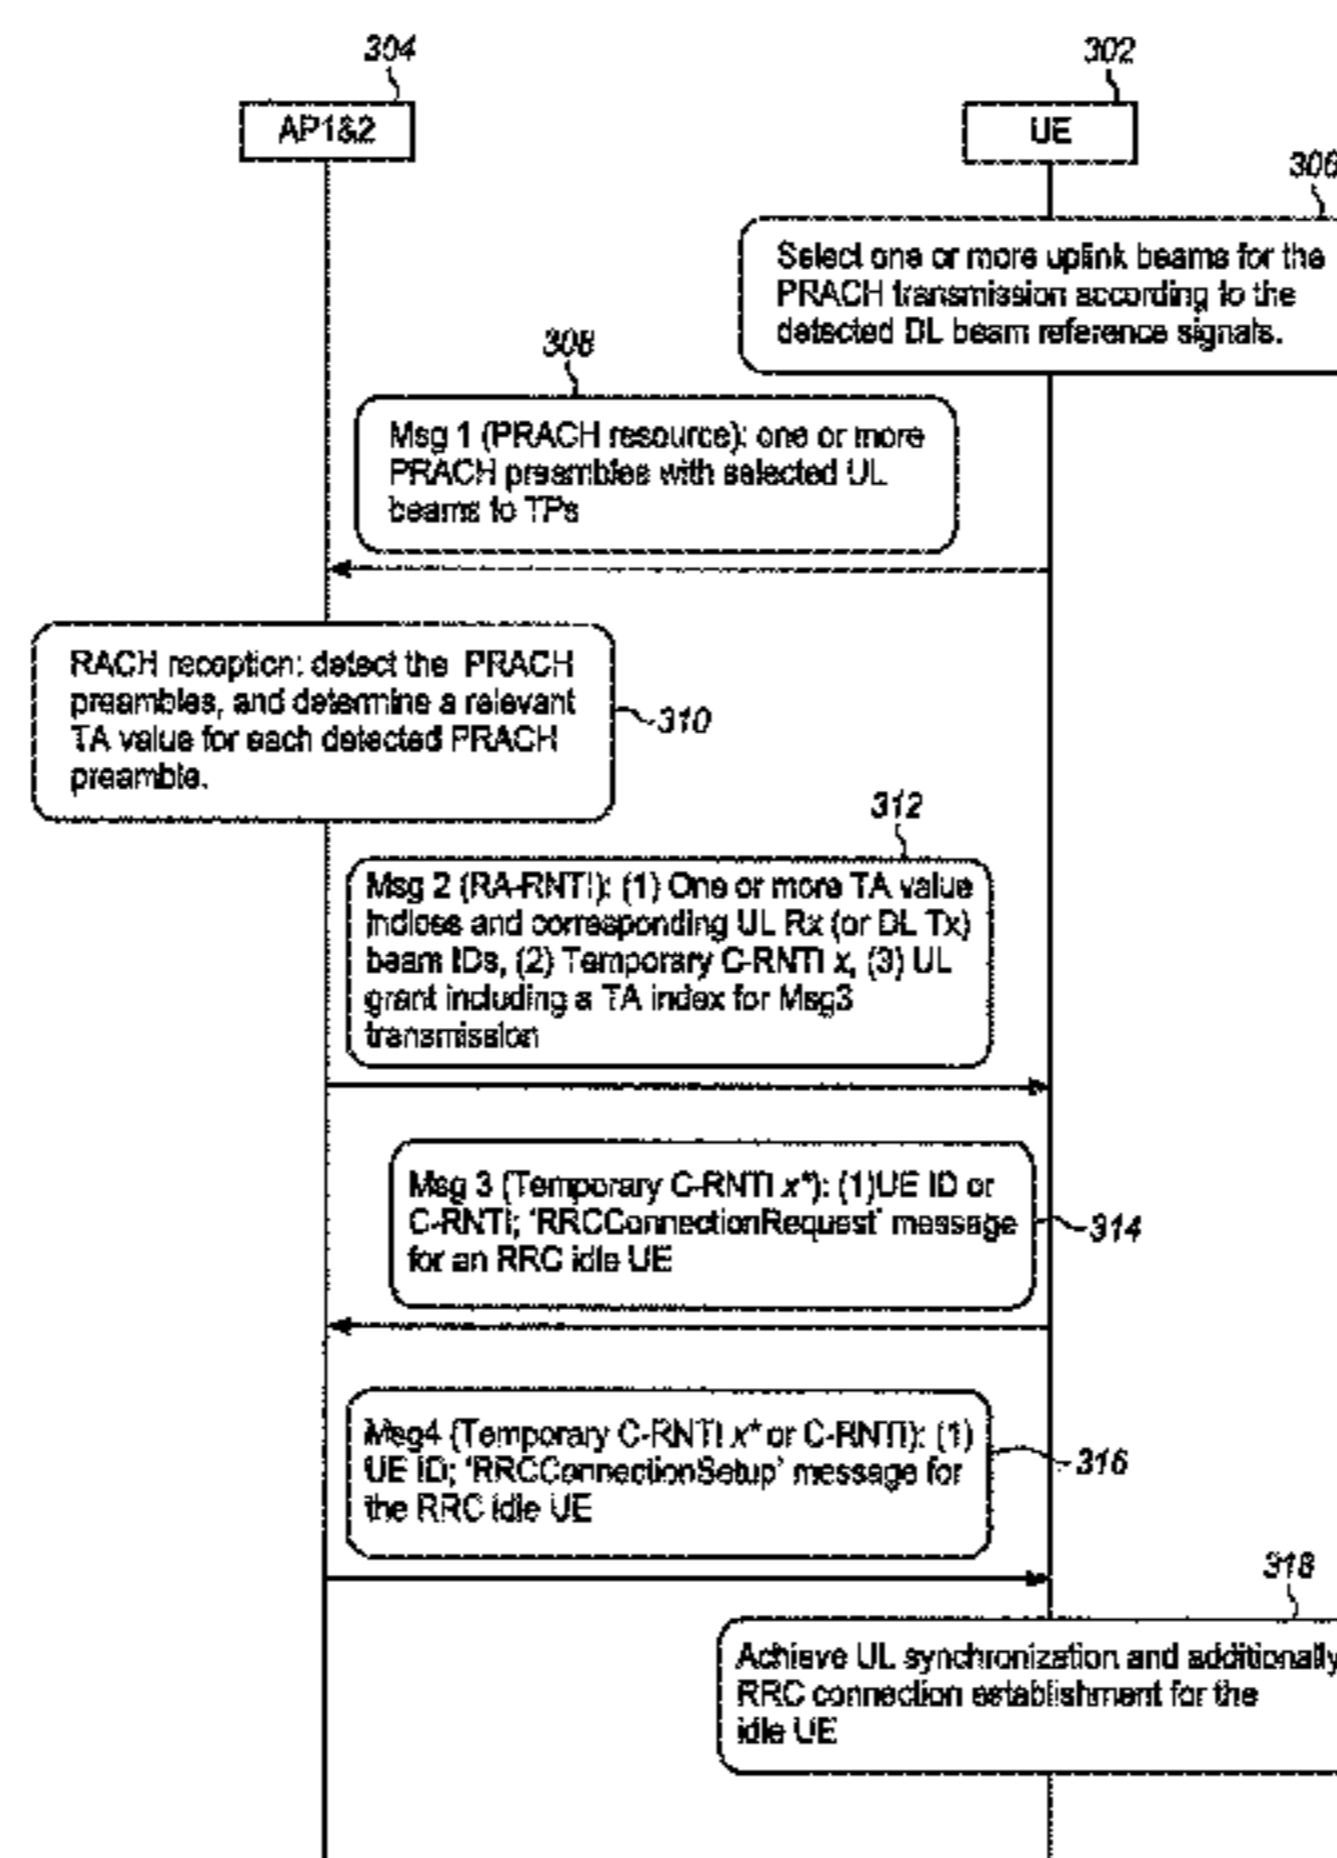 304
302
AP1&2
UE
306
Select one or more uplink beams for the
PRACH transmission according to the
detected DL beam reference signals.
308
Msg 1 (PRACH resource): one or more
PRACH preambles with selected UL
beams to TPs
RACH reception: detect the PRACH
preambles, and determine a relevant
TA value for each detected PRACH
preamble.
310
312
Msg 2 (RA-RNTI): (1) One or more TA value
indices and corresponding UL Rx (or DL Tx)
beam IDs, (2) Temporary C-RNTI x, (3) UL
grant including a TA index for Msg3
transmission
Msg 3 (Temporary C-RNTI x*): (1)UE ID or
C-RNTI; 'RRCConnectionRequest' message
for an RRC idle UE
314
Msg4 (Temporary C-RNTI x* or C-RNTI): (1)
UE ID; 'RRCConnectionSetup' message for
the RRC idle UE
316
318
Achieve UL synchronization and additionally
RRC connection establishment for the
idle UE